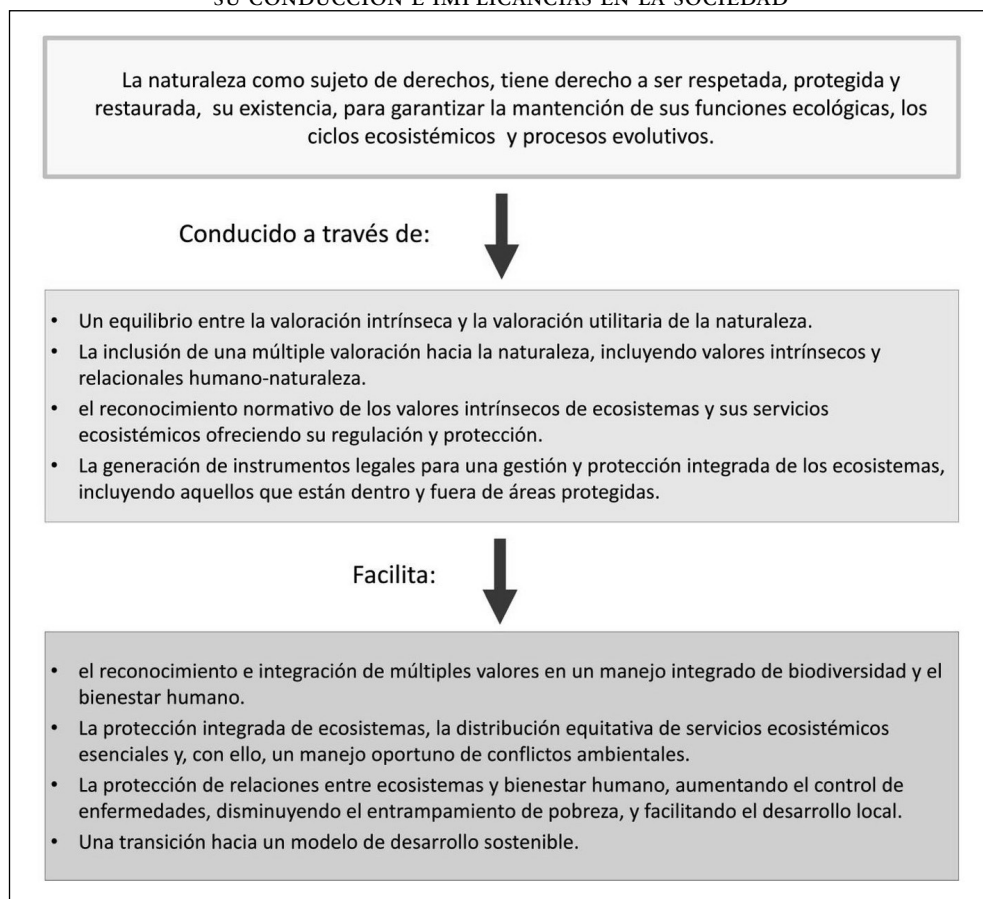 SU CONDUCCIÓN E IMPLICANCIAS EN LA SOCIEDAD
La naturaleza como sujeto de derechos, tiene derecho a ser respetada, protegida y
restaurada, su existencia, para garantizar la mantención de sus funciones ecológicas, los
ciclos ecosistémicos y procesos evolutivos.
Conducido a través de:
• Un equilibrio entre la valoración intrínseca y la valoración utilitaria de la naturaleza.
• La inclusión de una múltiple valoración hacia la naturaleza, incluyendo valores intrínsecos y
relacionales humano-naturaleza.
• el reconocimiento normativo de los valores intrínsecos de ecosistemas y sus servicios
ecosistémicos ofreciendo su regulación y protección.
• La generación de instrumentos legales para una gestión y protección integrada de los ecosistemas,
incluyendo aquellos que están dentro y fuera de áreas protegidas.
Facilita:
• el reconocimiento e integración de múltiples valores en un manejo integrado de biodiversidad y el
bienestar humano.
• La protección integrada de ecosistemas, la distribución equitativa de servicios ecosistémicos
esenciales y, con ello, un manejo oportuno de conflictos ambientales.
• La protección de relaciones entre ecosistemas y bienestar humano, aumentando el control de
enfermedades, disminuyendo el entrampamiento de pobreza, y facilitando el desarrollo local.
• Una transición hacia un modelo de desarrollo sostenible.